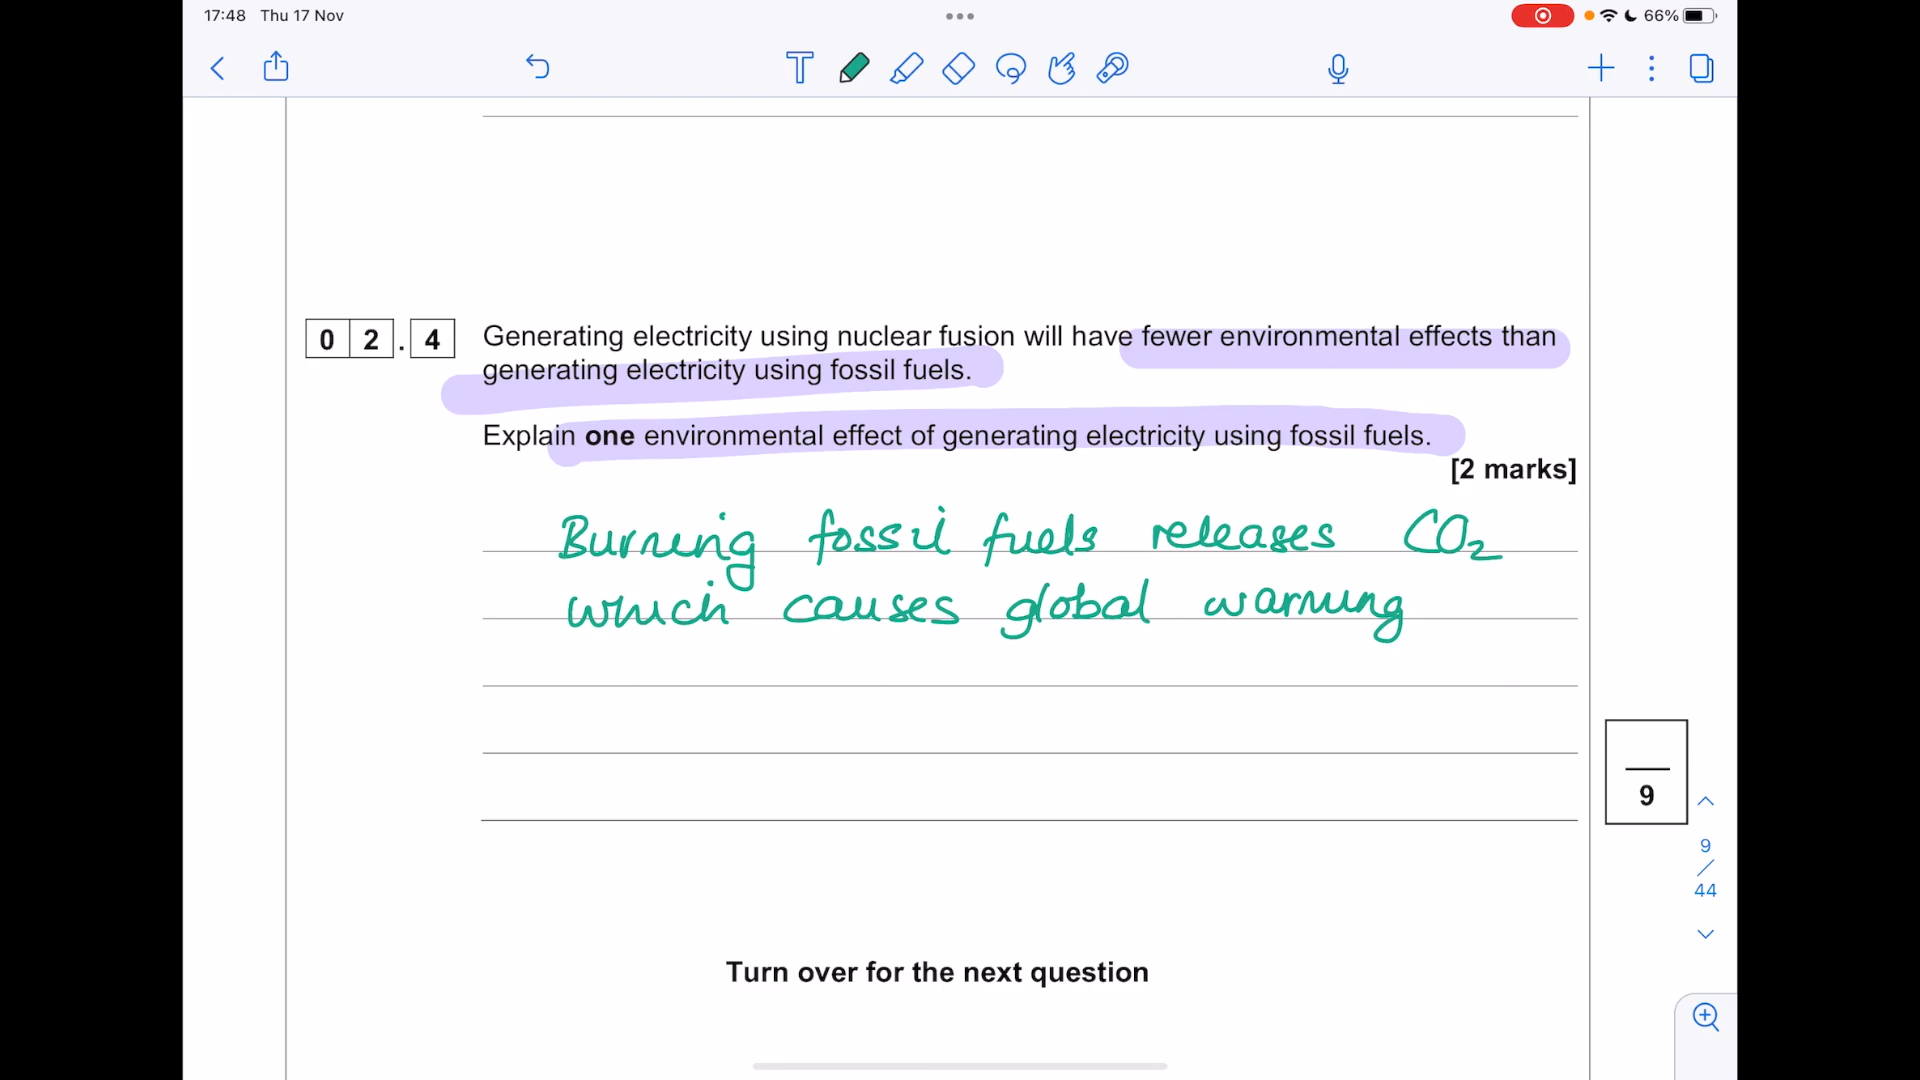 17:48 Thu 17 Nov
66%
0 2 . 4 Generating electricity using nuclear fusion will have fewer environmental effects than
generating electricity using fossil fuels.
Explain one environmental effect of generating electricity using fossil fuels.
[2 marks]
Burning fossil fuels releases CO₂
which causes global warming
9
9
/
44
Turn over for the next question